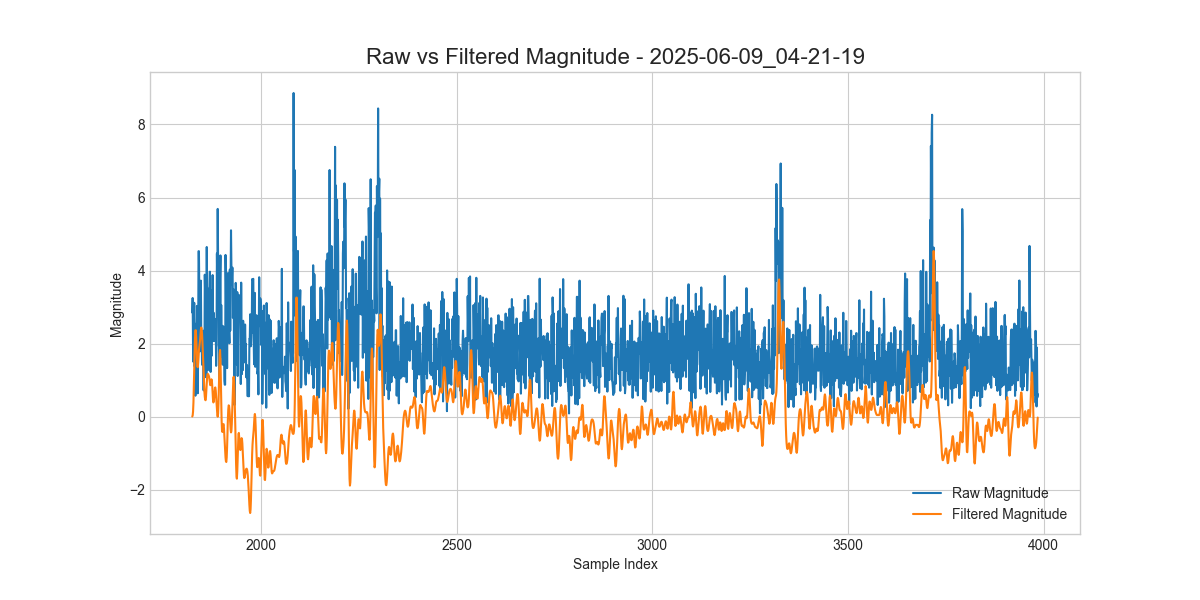 Raw vs Filtered Magnitude - 2025-06-09_04-21-19
Magnitude
8
6
4
2
0
−2
2000
2500
3000
3500
4000
Sample Index
Raw Magnitude
Filtered Magnitude